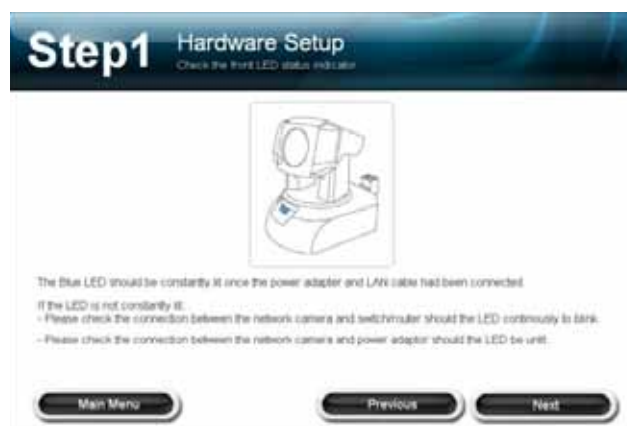 Step1 Hardware Setup
Check the front LED status indicator
The Blue LED should be constantly lit once the power adapter and LAN cable had been connected.
If the LED is not constantly lit:
- Please check the connection between the network camera and switch/router should the LED continously to blink.
- Please check the connection between the network camera and power adaptor should the LED be unlit.
Main Menu Previous Next